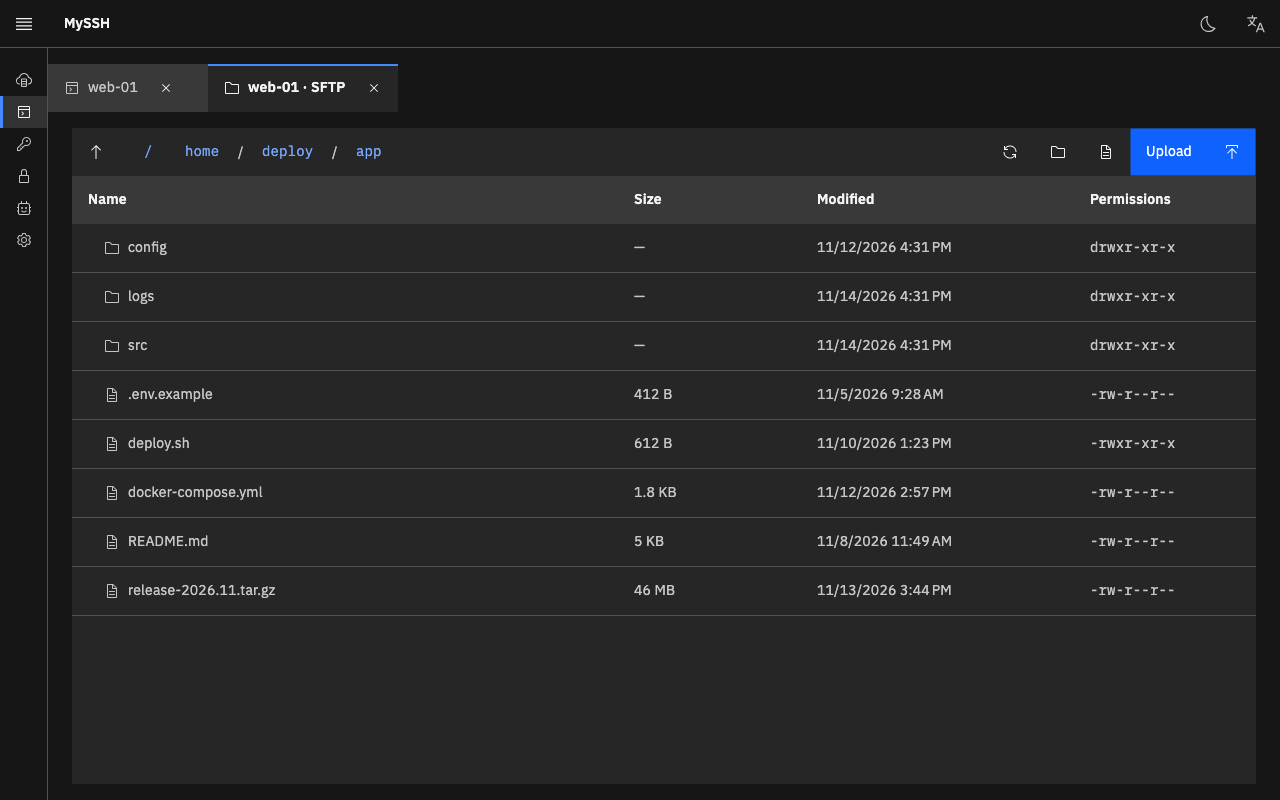 MySSH
web-01
web-01 · SFTP
/ home / deploy / app
Upload
Name Size Modified Permissions
config — 11/12/2026 4:31 PM drwxr-xr-x
logs — 11/14/2026 4:31 PM drwxr-xr-x
src — 11/14/2026 4:31 PM drwxr-xr-x
.env.example 412 B 11/5/2026 9:28 AM -rw-r--r--
deploy.sh 612 B 11/10/2026 1:23 PM -rwxr-xr-x
docker-compose.yml 1.8 KB 11/12/2026 2:57 PM -rw-r--r--
README.md 5 KB 11/8/2026 11:49 AM -rw-r--r--
release-2026.11.tar.gz 46 MB 11/13/2026 3:44 PM -rw-r--r--